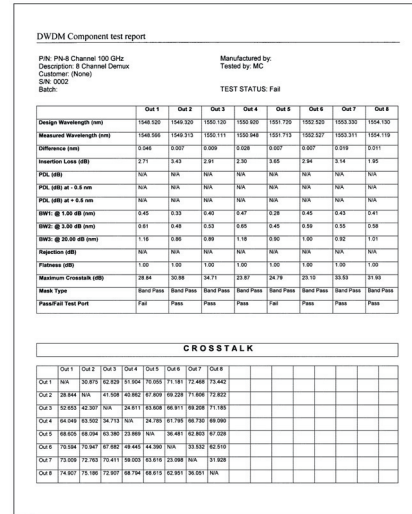 DWDM Component test report
P/N: PN-8 Channel 100 GHz Manufactured by:
Description: 8 Channel Demux Tested by: MC
Customer: (None)
S/N: 0002
Batch: TEST STATUS: Fail
Out 1 Out 2 Out 3 Out 4 Out 5 Out 6 Out 7 Out 8
Design Wavelength (nm) 1548.520 1549.320 1550.120 1550.920 1551.720 1552.520 1553.330 1554.130
Measured Wavelength (nm) 1548.566 1549.313 1550.111 1550.948 1551.713 1552.527 1553.311 1554.119
Difference (nm) 0.046 0.007 0.009 0.028 0.007 0.007 0.019 0.011
Insertion Loss (dB) 2.71 3.43 2.91 2.30 3.65 2.94 3.14 1.95
PDL (dB) N/A N/A N/A N/A N/A N/A N/A N/A
PDL (dB) at - 0.5 nm N/A N/A N/A N/A N/A N/A N/A N/A
PDL (dB) at + 0.5 nm N/A N/A N/A N/A N/A N/A N/A N/A
BW1: @ 1.00 dB (nm) 0.45 0.33 0.40 0.47 0.28 0.45 0.43 0.41
BW2: @ 3.00 dB (nm) 0.61 0.48 0.53 0.65 0.45 0.59 0.55 0.58
BW3: @ 20.00 dB (nm) 1.16 0.86 0.89 1.18 0.90 1.00 0.92 1.01
Rejection (dB) N/A N/A N/A N/A N/A N/A N/A N/A
Flatness (dB) 1.00 1.00 1.00 1.00 1.00 1.00 1.00 1.00
Maximum Crosstalk (dB) 28.84 30.88 34.71 23.87 24.79 23.10 33.53 31.93
Mask Type Band Pass Band Pass Band Pass Band Pass Band Pass Band Pass Band Pass Band Pass
Pass/Fail Test Port Fail Pass Pass Pass Fail Pass Pass Pass
CROSSTALK
Out 1 Out 2 Out 3 Out 4 Out 5 Out 6 Out 7 Out 8
Out 1 N/A 30.875 62.829 51.904 70.055 71.181 72.468 73.442
Out 2 28.844 N/A 41.508 40.662 67.809 69.228 71.606 72.822
Out 3 52.653 42.307 N/A 24.611 63.608 66.911 69.208 71.185
Out 4 64.049 63.502 34.713 N/A 24.785 61.795 66.730 69.090
Out 5 68.605 68.094 63.380 23.869 N/A 36.481 62.803 67.028
Out 6 70.594 70.947 67.682 49.445 44.390 N/A 33.532 62.510
Out 7 73.009 72.763 70.411 59.003 63.616 23.098 N/A 31.928
Out 8 74.907 75.186 72.907 68.794 68.615 62.951 36.051 N/A